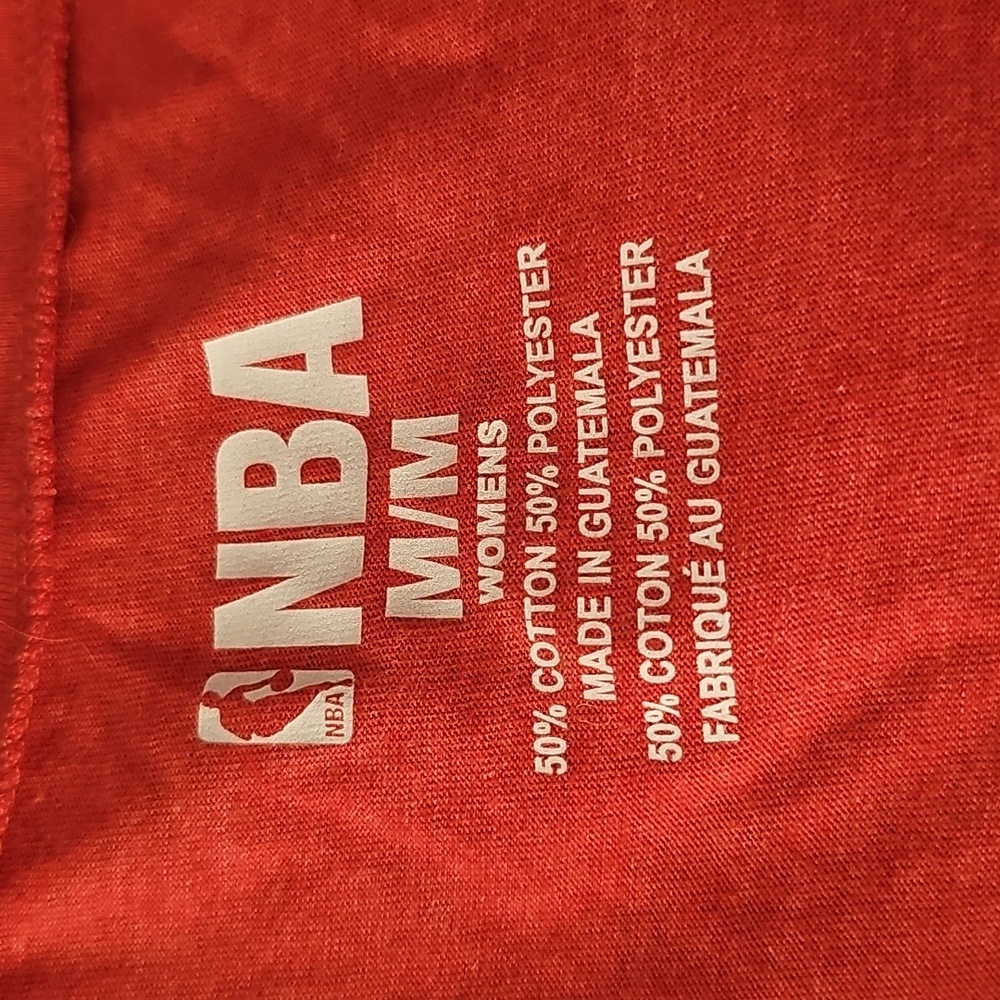 NBA NBA
M/M
WOMENS
50% COTTON 50% POLYESTER
MADE IN GUATEMALA
50% COTON 50% POLYESTER
FABRIQUÉ AU GUATEMALA